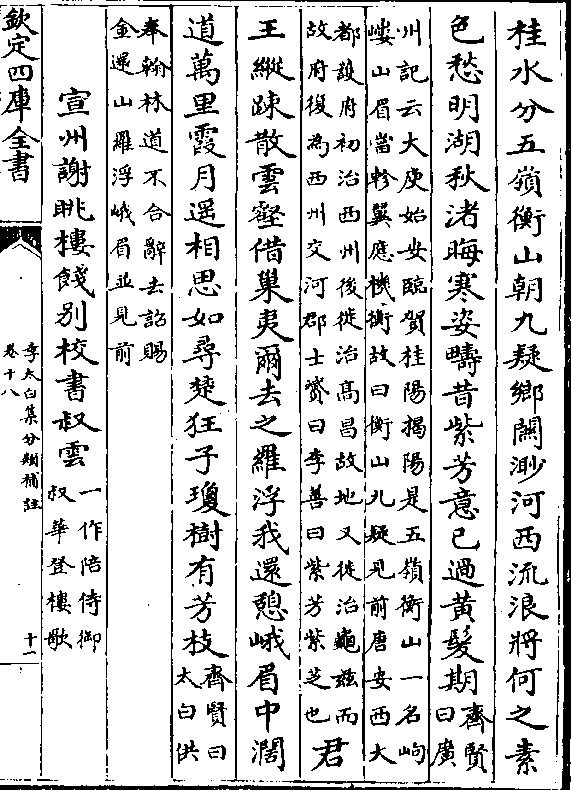 桂水分五嶺衡山朝九疑鄉闗渺河西流浪將何之素
色愁明湖秋渚晦寒姿疇昔紫芳意已過黄髮期齊賢
曰廣
州記云大庾始安臨賀桂陽揭陽是五嶺衡山一名岣
嶁山眉當軫翼應機衡故曰衡山九疑見前唐安西大
都護府初治西州後徙治髙昌故地又徙治龜兹而
故府復為西州交河郡士贇曰李善曰紫芳紫芝也
君
王縱踈散雲壑借巢夷爾去之羅浮我還憩峨眉中濶
道萬里霞月遥相思如尋楚狂子瓊樹有芳枝齊賢曰
太白供
奉翰林道不合辭去詔賜
金還山羅浮峨眉並見前
宣州謝朓樓餞別校書叔雲一作陪侍御
叔華登樓歌
欽定四庫全書
李太白集分類補註
卷十八
十一